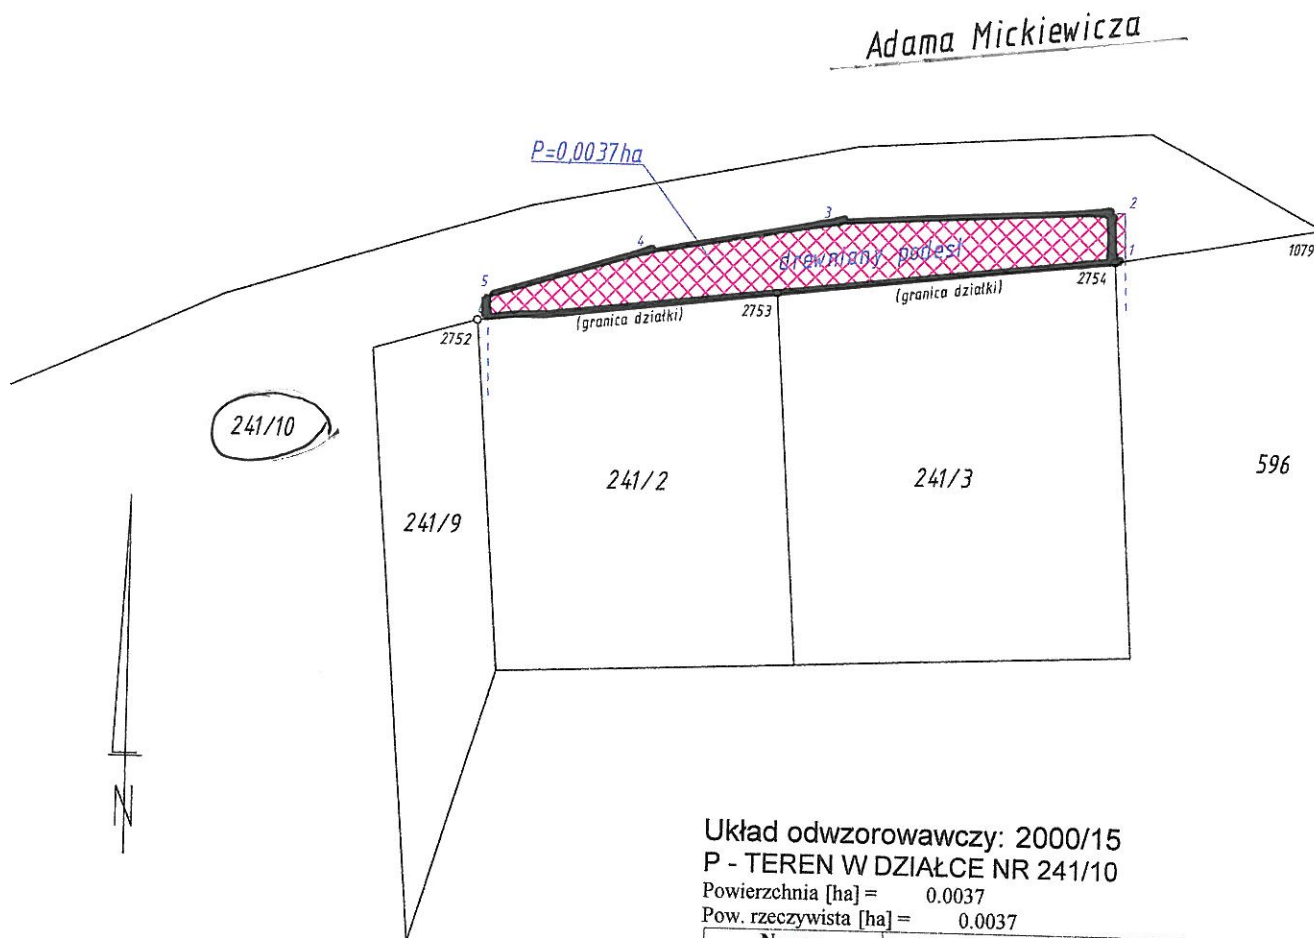 Adama Mickiewicza
P=0,0037ha
2
3
4
drewniany podest
1
1079
5
2754
(granica działki)
2753
(granica działki)
2752
241/10
241/2
241/3
596
241/9
N
Układ odwzorowawczy: 2000/15
P - TEREN W DZIAŁCE NR 241/10
Powierzchnia [ha] = 0.0037
Pow. rzeczywista [ha] = 0.0037